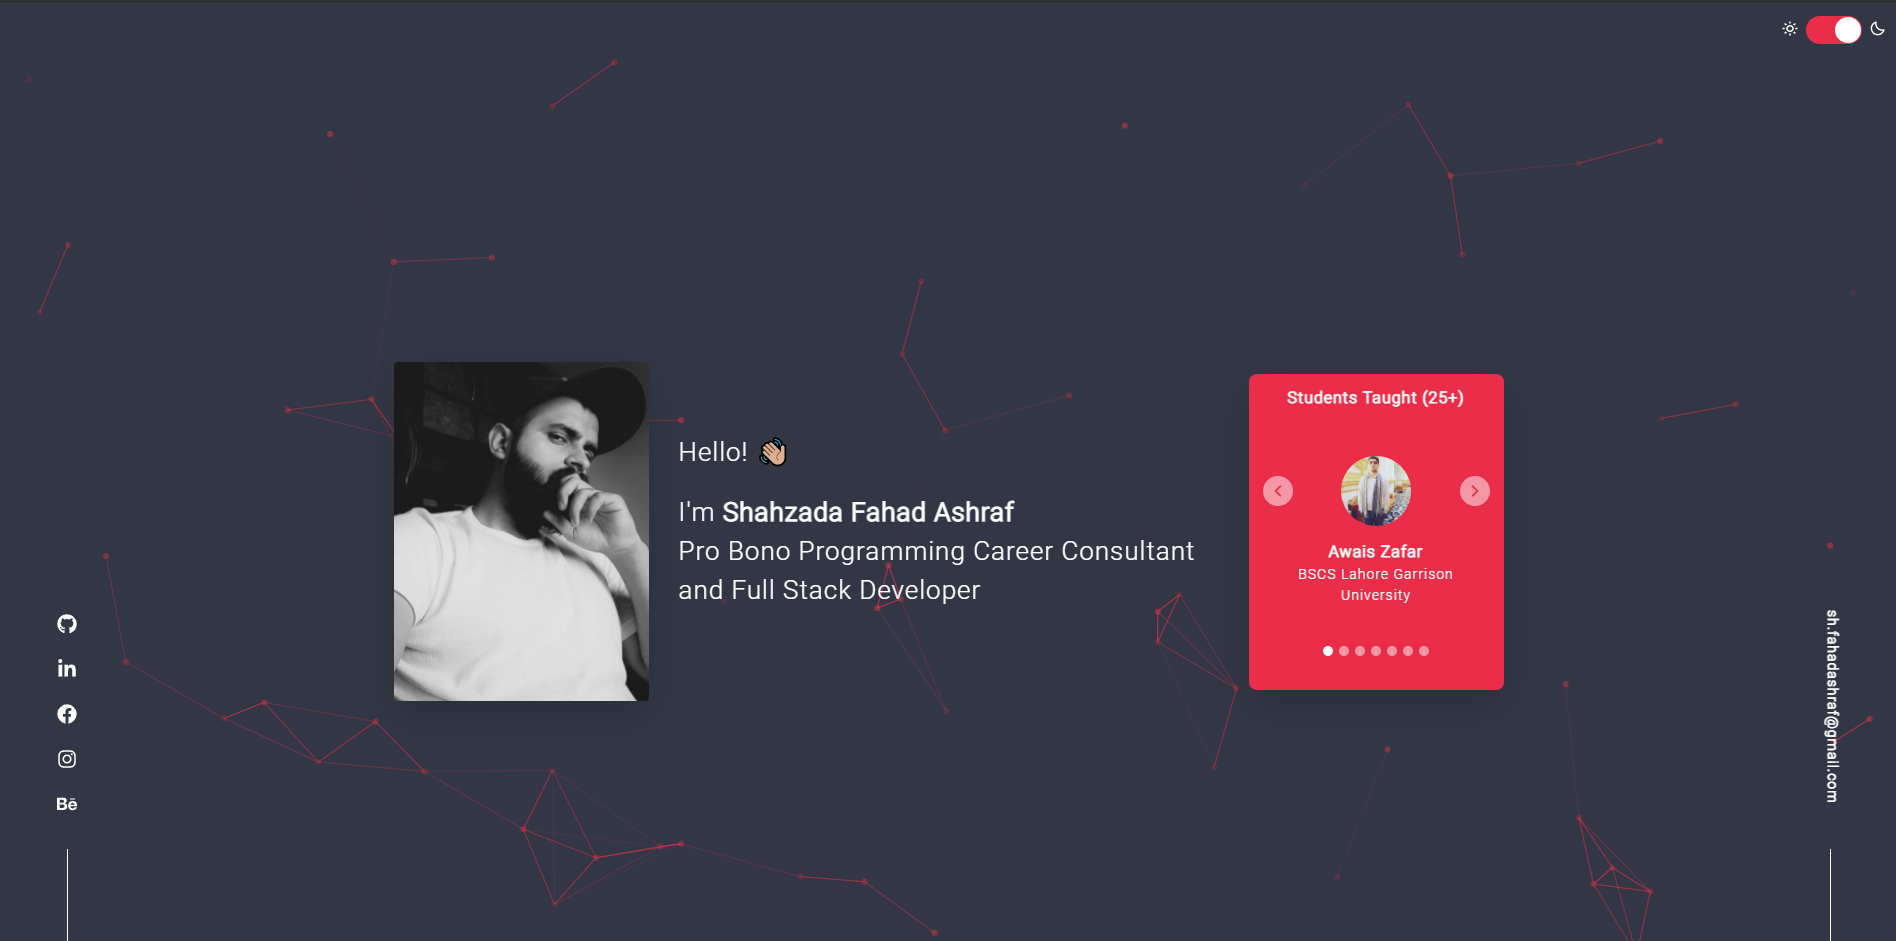 Hello! 👋🏼
I'm Shahzada Fahad Ashraf
Pro Bono Programming Career Consultant
and Full Stack Developer
Students Taught (25+)
Awais Zafar
BSCS Lahore Garrison
University
Bē
sh.fahadashraf@gmail.com